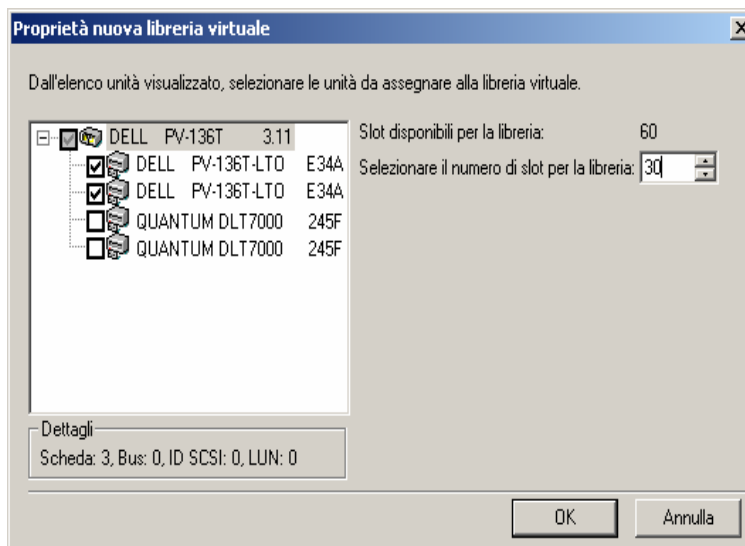 Proprietà nuova libreria virtuale
Dall'elenco unità visualizzato, selezionare le unità da assegnare alla libreria virtuale.
DELL PV-136T 3.11
DELL PV-136T-LTO E34A
DELL PV-136T-LTO E34A
QUANTUM DLT7000 245F
QUANTUM DLT7000 245F
Slot disponibili per la libreria: 60
Selezionare il numero di slot per la libreria: 30
Dettagli
Scheda: 3, Bus: 0, ID SCSI: 0, LUN: 0
OK
Annulla